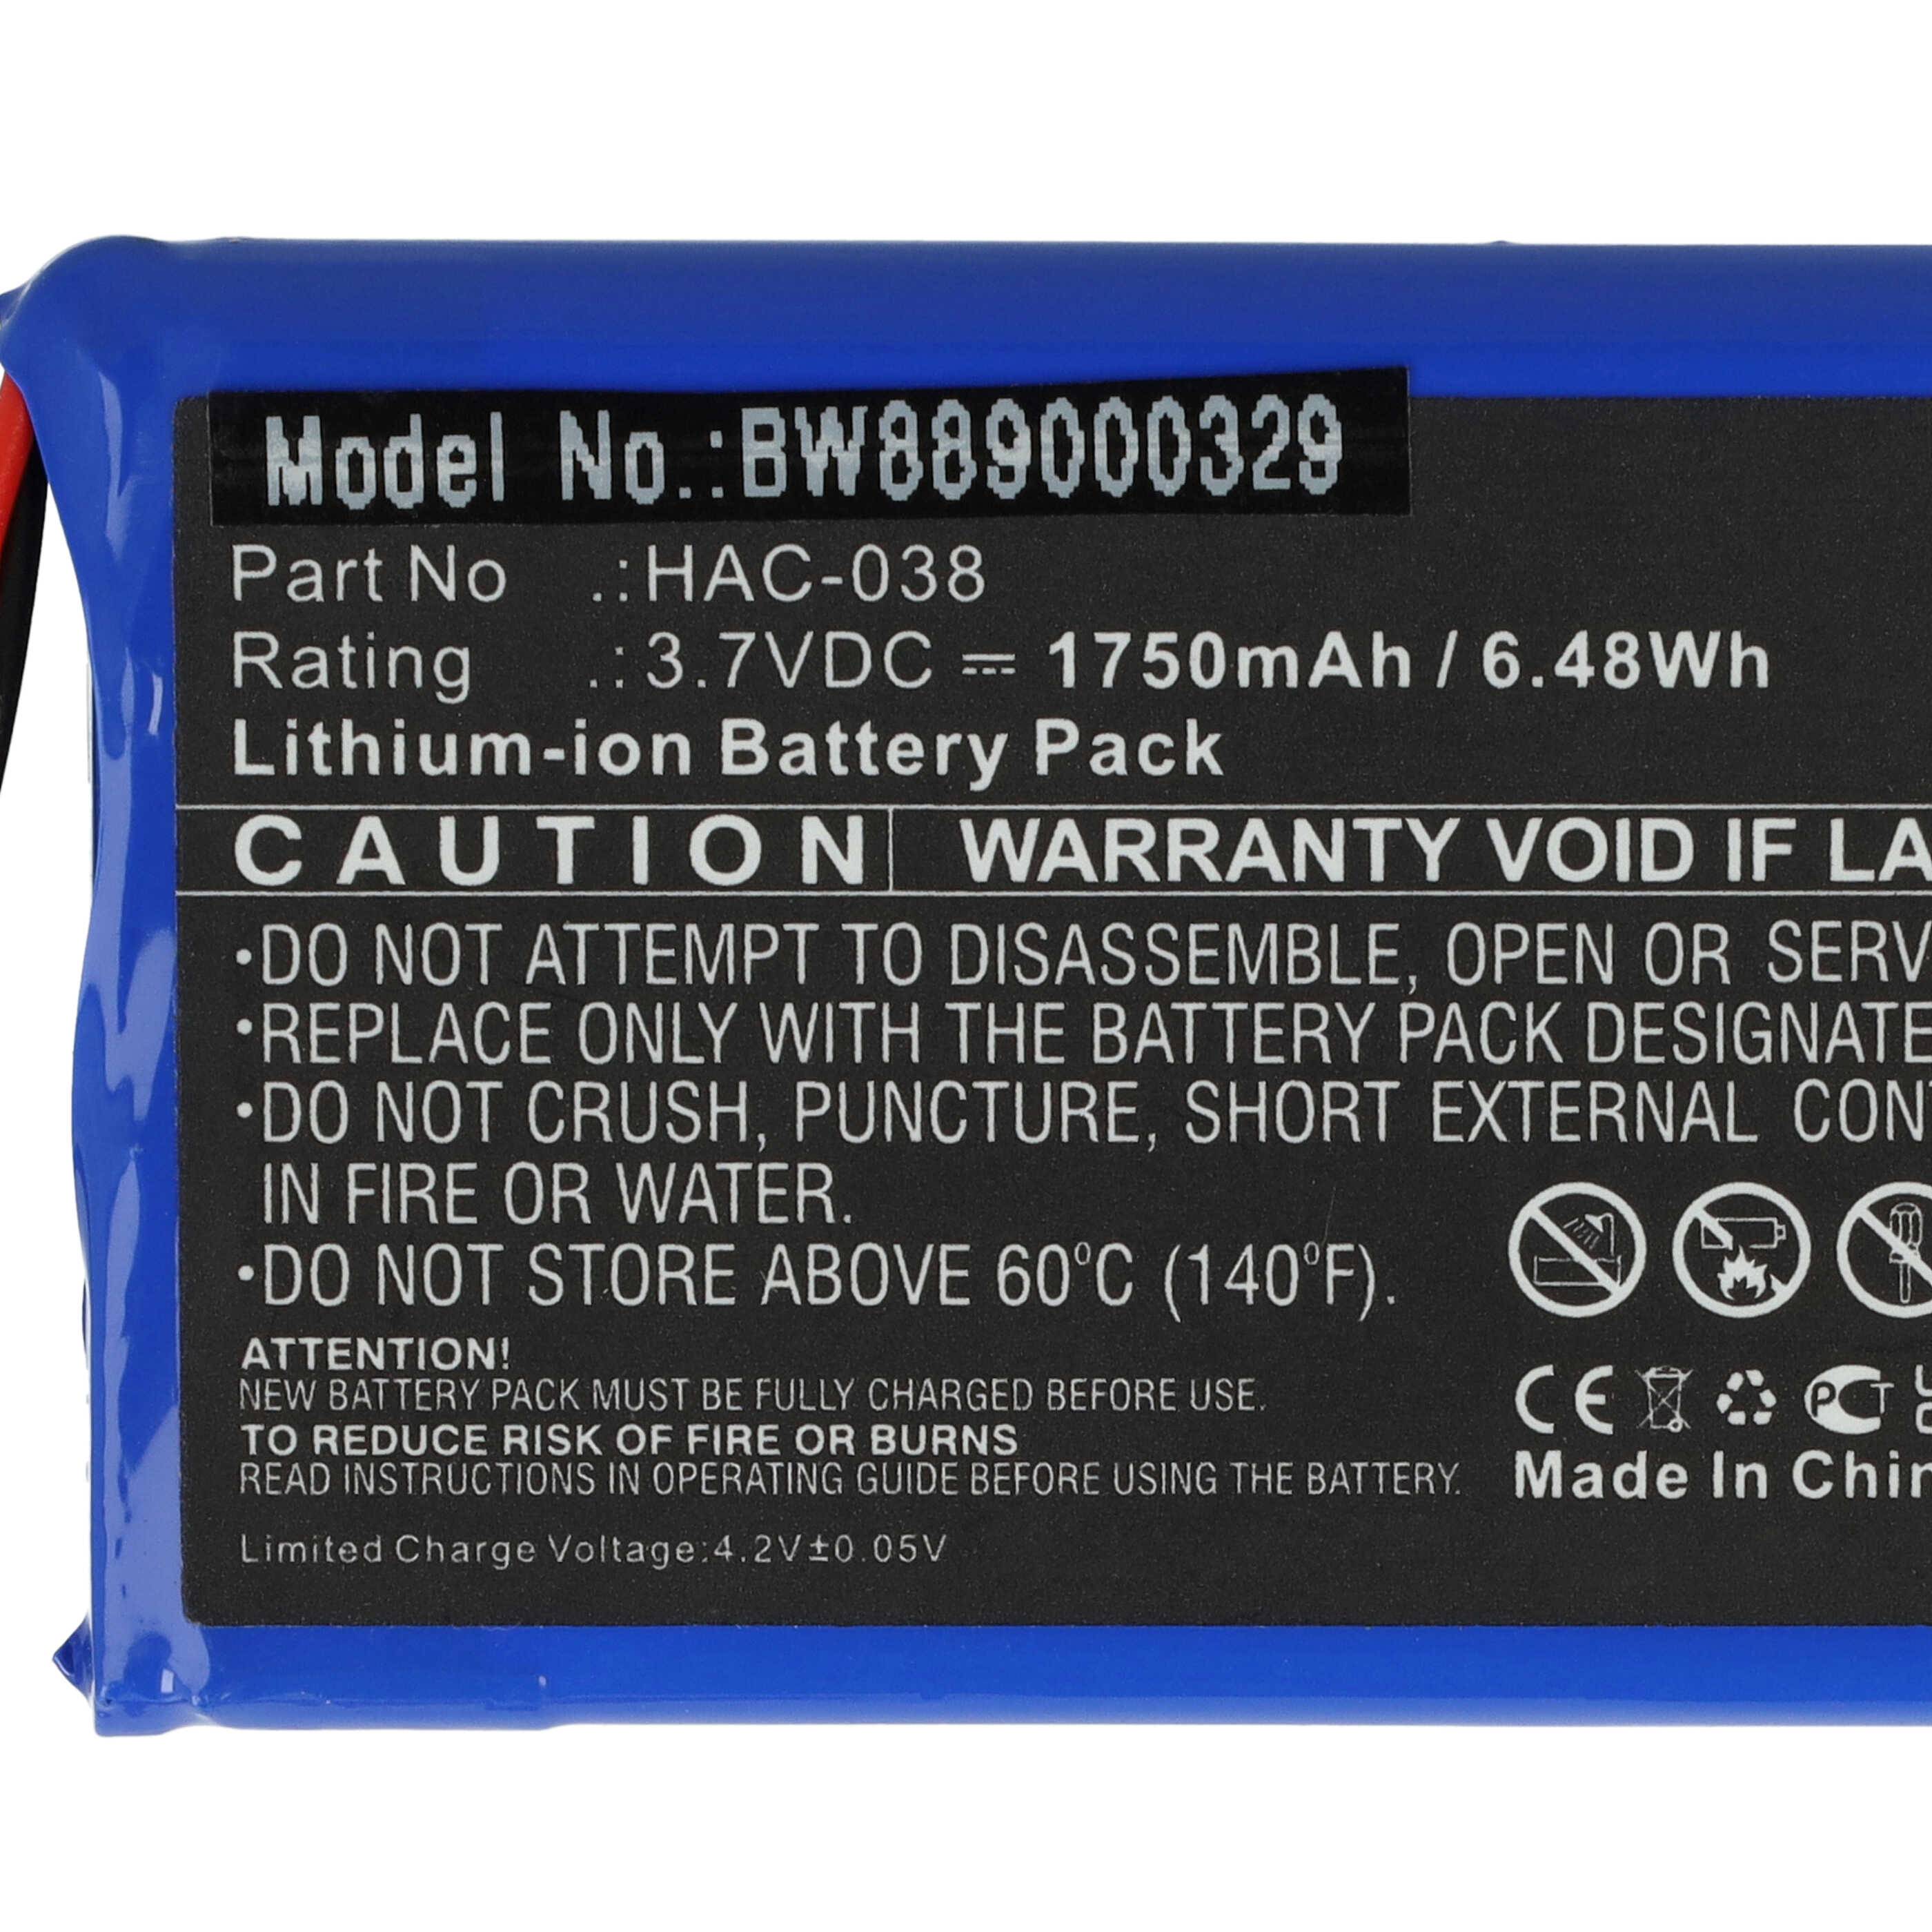 Model No.:BW889000329
Part No .:HAC-038
Rating .:3.7VDC ⎓ 1750mAh / 6.48Wh
Lithium-ion Battery Pack
CAUTION WARRANTY VOID IF LA
•DO NOT ATTEMPT TO DISASSEMBLE, OPEN OR SERV
•REPLACE ONLY WITH THE BATTERY PACK DESIGNATE
•DO NOT CRUSH, PUNCTURE, SHORT EXTERNAL CON
IN FIRE OR WATER.
•DO NOT STORE ABOVE 60°C (140°F).
ATTENTION!
NEW BATTERY PACK MUST BE FULLY CHARGED BEFORE USE.
TO REDUCE RISK OF FIRE OR BURNS
READ INSTRUCTIONS IN OPERATING GUIDE BEFORE USING THE BATTERY.
CE PCT
Made In Chin
Limited Charge Voltage:4.2V±0.05V